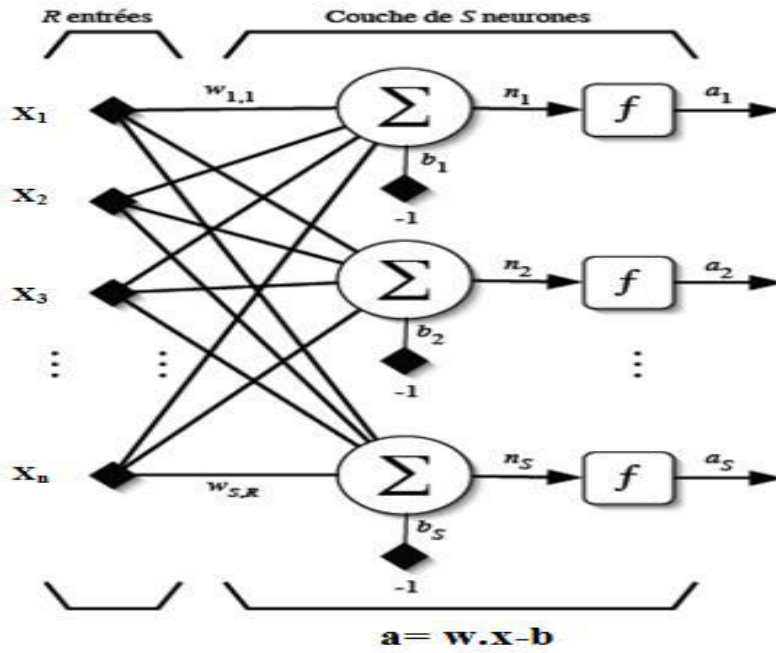 R entrées Couche de S neurones
X1 w1,1 Σ n1 f a1
b1
X2 -1
X3 Σ n2 f a2
b2
-1
Xn wS,R Σ nS f aS
bS
-1
a= w.x-b